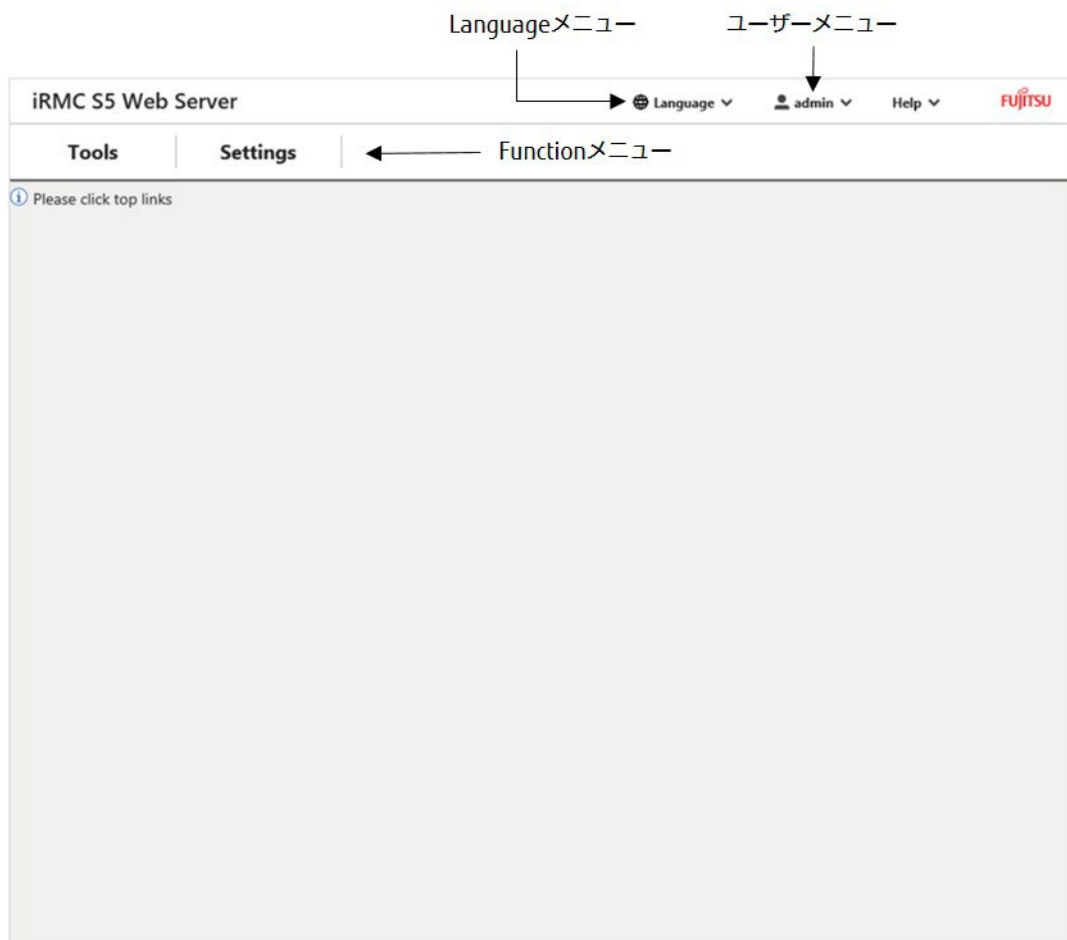 Languageメニュー ユーザーメニュー
iRMC S5 Web Server Language admin Help FUJITSU
Tools Settings Functionメニュー
Please click top links